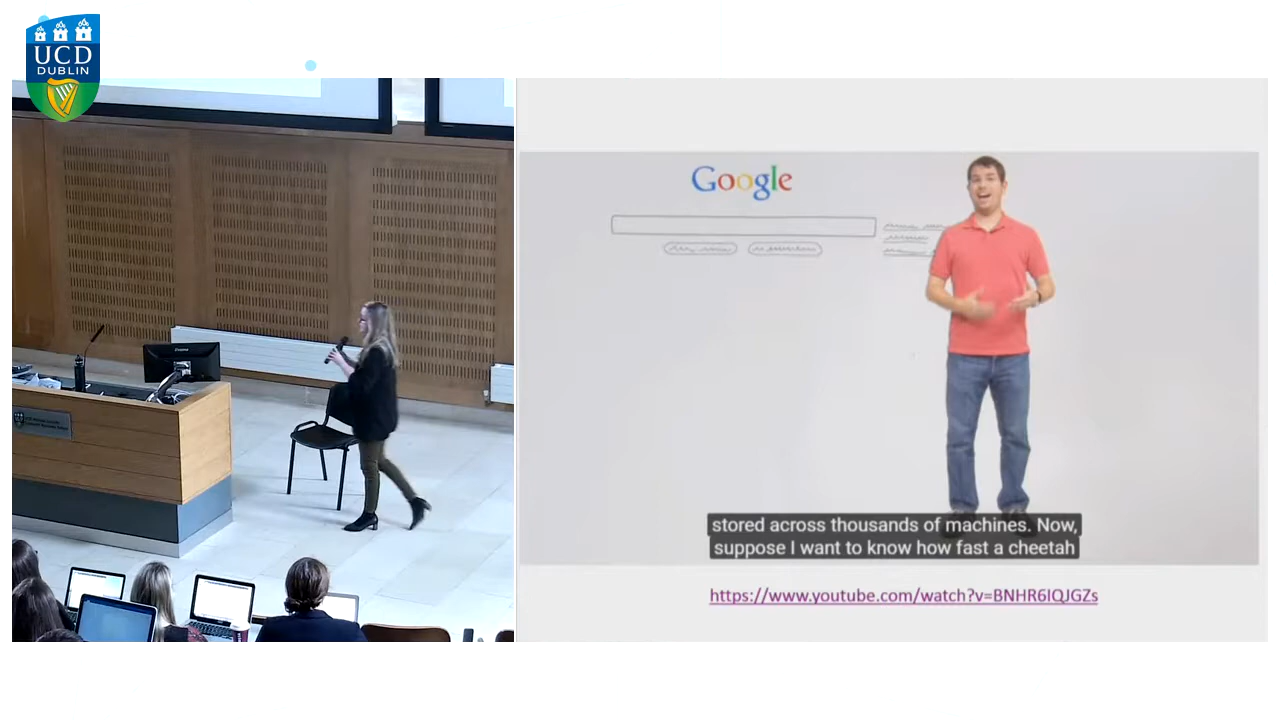 UCD
DUBLIN
Google
stored across thousands of machines. Now,
suppose I want to know how fast a cheetah
https://www.youtube.com/watch?v=BNHR6IQJGZs